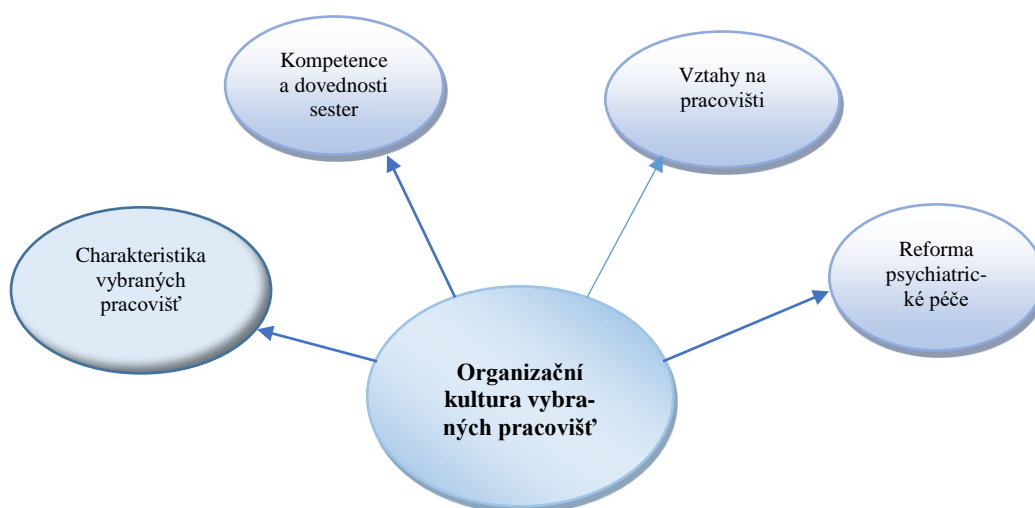 Kompetence
a dovednosti
sester
Vztahy na
pracovišti
Charakteristika
vybraných
pracovišť
Reforma
psychiatric-
ké péče
Organizační
kultura vybra-
ných pracovišť